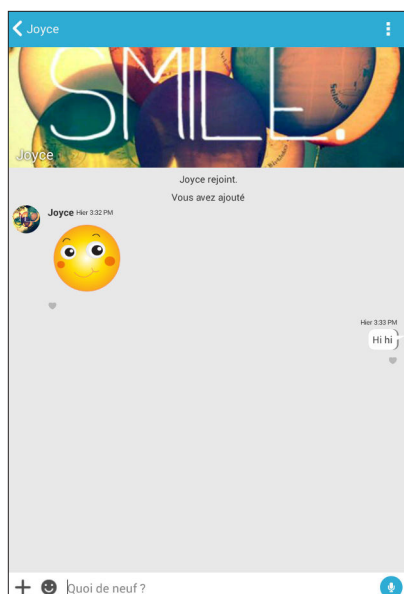 Joyce
SMILE.
Joyce
Joyce rejoint.
Vous avez ajouté
Joyce Hier 3:32 PM
Hier 3:33 PM
Hi hi
Quoi de neuf ?